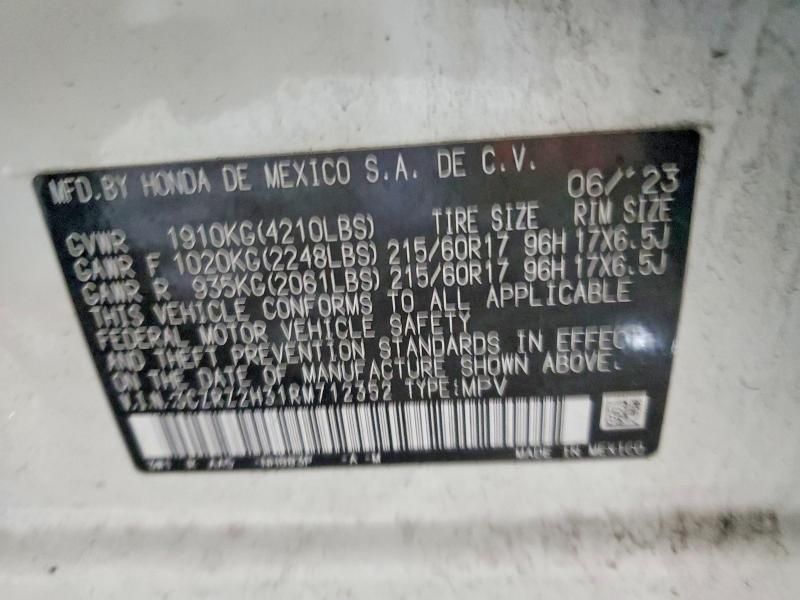 MFD.BY HONDA DE MEXICO S.A. DE C.V. 06/'23
TIRE SIZE RIM SIZE
GVWR 1910KG(4210LBS)
GAWR F 1020KG(2248LBS) 215/60R17 96H 17X6.5J
GAWR R 935KG(2061LBS) 215/60R17 96H 17X6.5J
THIS VEHICLE CONFORMS TO ALL APPLICABLE
FEDERAL MOTOR VEHICLE SAFETY
AND THEFT PREVENTION STANDARDS IN EFFECT
ON THE DATE OF MANUFACTURE SHOWN ABOVE.
V.I.N.: 3CZRZ2H31RM712352 TYPE:MPV
MADE IN MEXICO